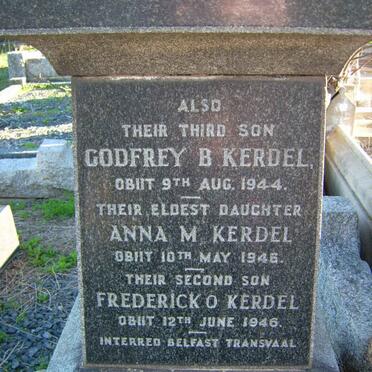 ALSO
THEIR THIRD SON
GODFREY B KERDEL,
OBIIT 9TH AUG. 1944.
THEIR ELDEST DAUGHTER
ANNA M KERDEL
OBIIT 10TH MAY 1946.
THEIR SECOND SON
FREDERICK O KERDEL
OBIIT 12TH JUNE 1946.
INTERRED BELFAST TRANSVAAL